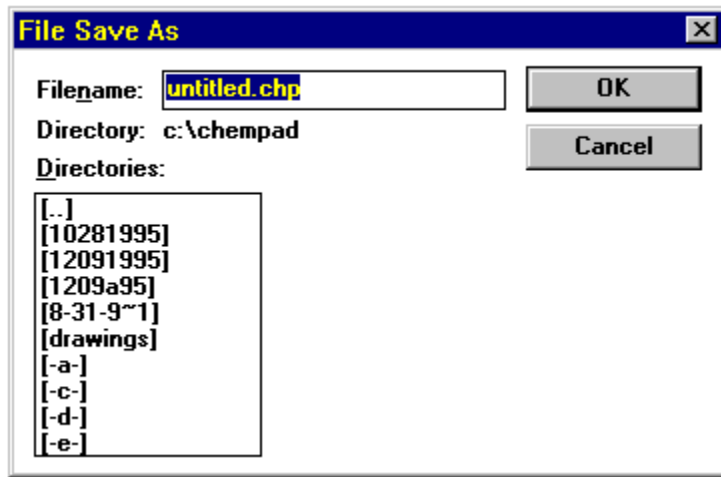 File Save As
Filename: untitled.chp
OK
Directory: c:\chempad
Cancel
Directories:
[..]
[10281995]
[12091995]
[1209a95]
[8-31-9~1]
[drawings]
[-a-]
[-c-]
[-d-]
[-e-]